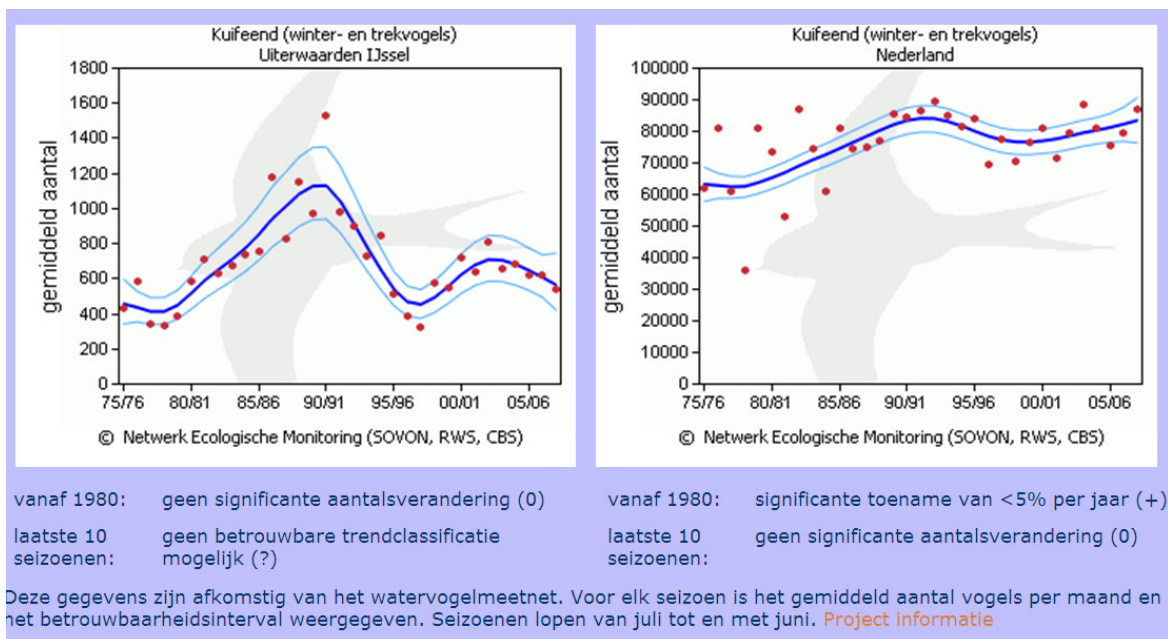 Kuifeend (winter- en trekvogels)
Uiterwaarden IJssel
gemiddeld aantal
1800
1600
1400
1200
1000
800
600
400
200
0
75/76 80/81 85/86 90/91 95/96 00/01 05/06
© Netwerk Ecologische Monitoring (SOVON, RWS, CBS)
Kuifeend (winter- en trekvogels)
Nederland
gemiddeld aantal
100000
90000
80000
70000
60000
50000
40000
30000
20000
10000
0
75/76 80/81 85/86 90/91 95/96 00/01 05/06
© Netwerk Ecologische Monitoring (SOVON, RWS, CBS)
vanaf 1980: geen significante aantalsverandering (0)
laatste 10 geen betrouwbare trendclassificatie
seizoenen: mogelijk (?)
vanaf 1980: significante toename van <5% per jaar (+)
laatste 10 geen significante aantalsverandering (0)
seizoenen:
Deze gegevens zijn afkomstig van het watervogelmeetnet. Voor elk seizoen is het gemiddeld aantal vogels per maand en
het betrouwbaarheidsinterval weergegeven. Seizoenen lopen van juli tot en met juni. Project informatie